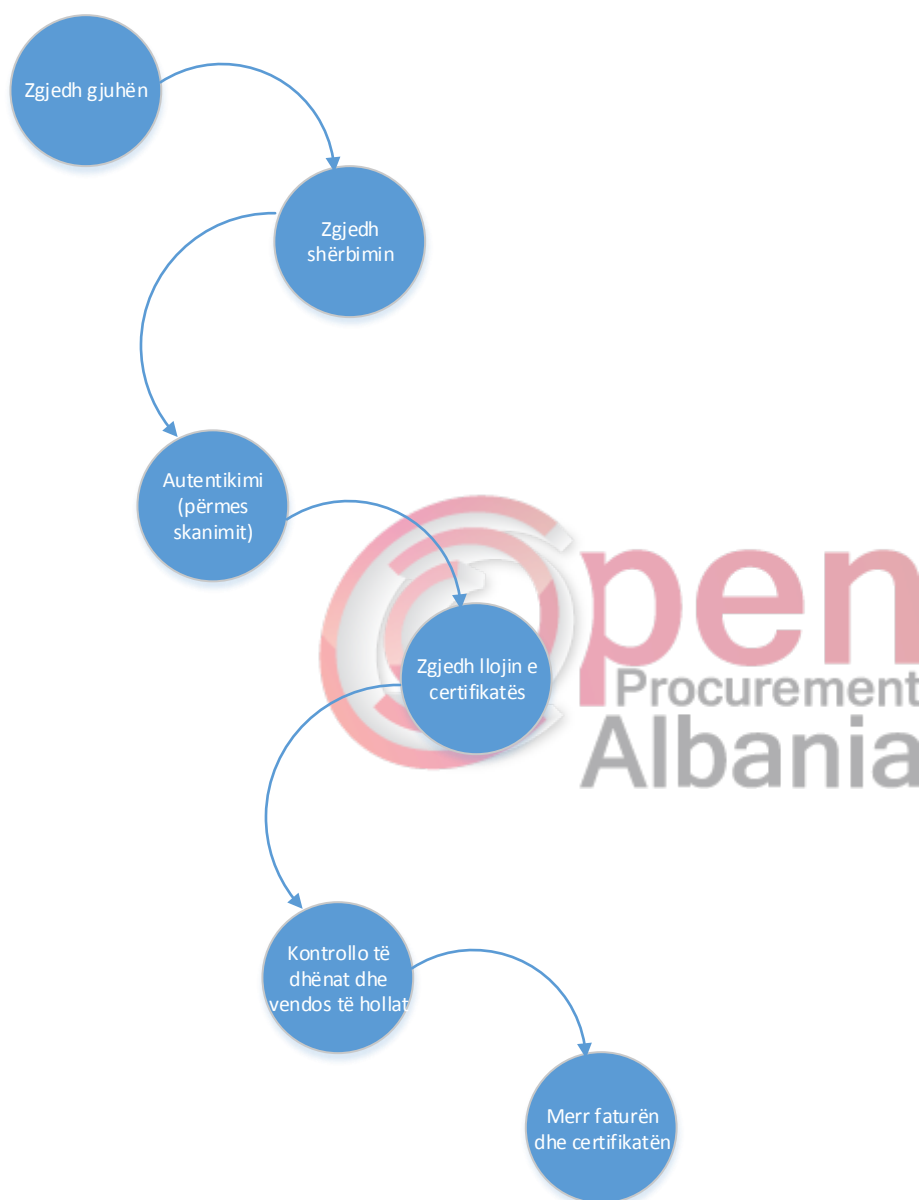 Zgjedh gjuhën
Zgjedh
shërbimin
Autentikimi
(përmes
skanimit)
Zgjedh llojin e
certifikatës
pen
Procurement
Albania
Kontrollo të
dhënat dhe
vendos të hollat
Merr faturën
dhe certifikatën